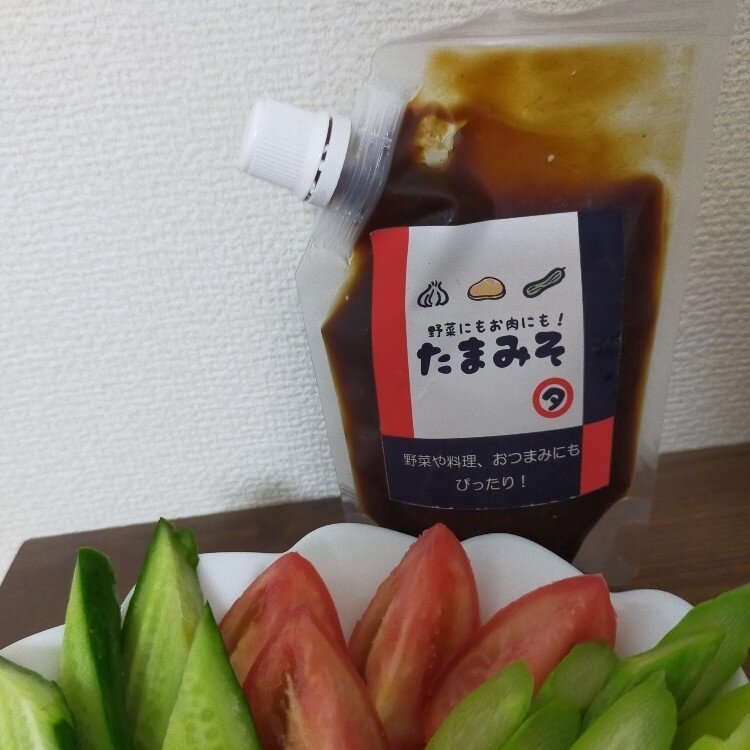 野菜にもお肉にも!
たまみそ
タ
野菜や料理、おつまみにも
ぴったり!